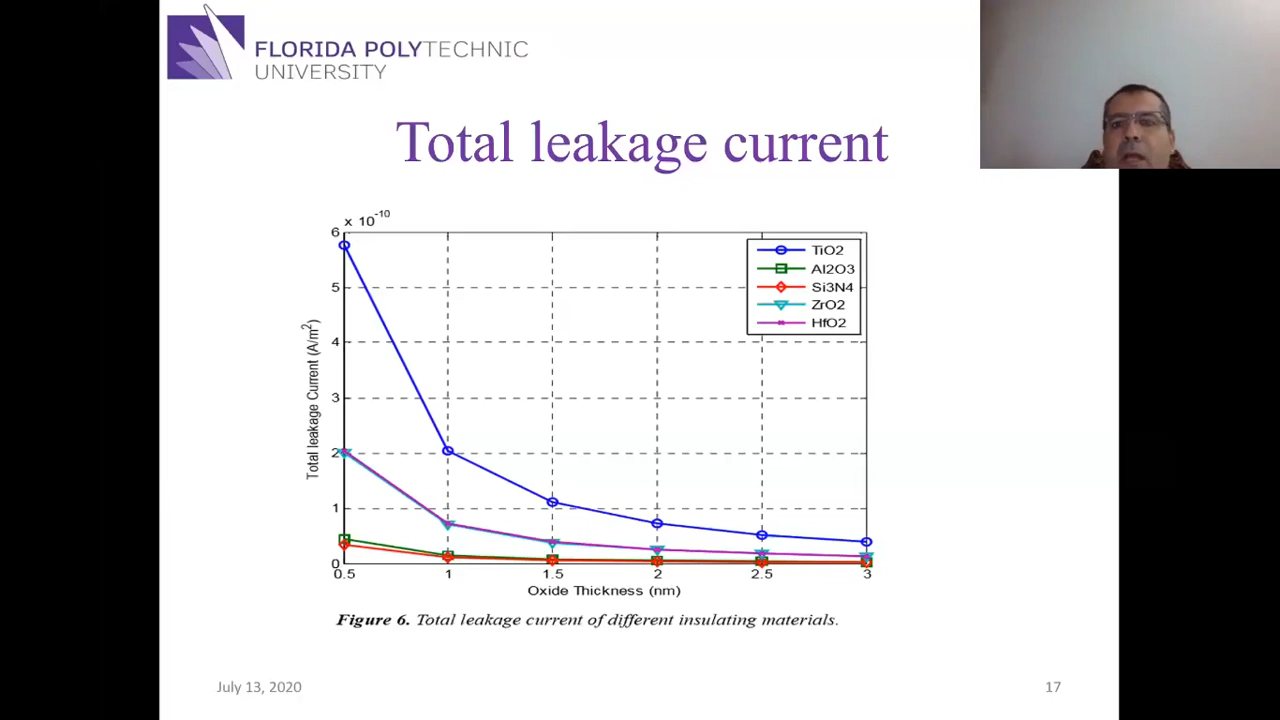 FLORIDA POLYTECHNIC
UNIVERSITY
Total leakage current
x 10-10
6
5
4
3
2
1
0
Total leakage Current (A/m2)
TiO2
Al2O3
Si3N4
ZrO2
HfO2
0.5 1 1.5 2 2.5 3
Oxide Thickness (nm)
Figure 6. Total leakage current of different insulating materials.
July 13, 2020
17